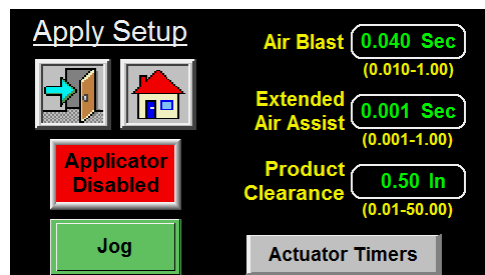 Apply Setup
Air Blast 0.040 Sec
(0.010-1.00)
Extended
Air Assist 0.001 Sec
(0.001-1.00)
Applicator
Disabled
Product
Clearance 0.50 In
(0.01-50.00)
Jog
Actuator Timers